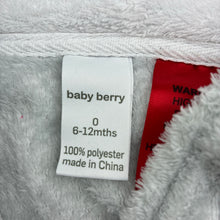 baby berry
0
6-12mths
100% polyester
made in China